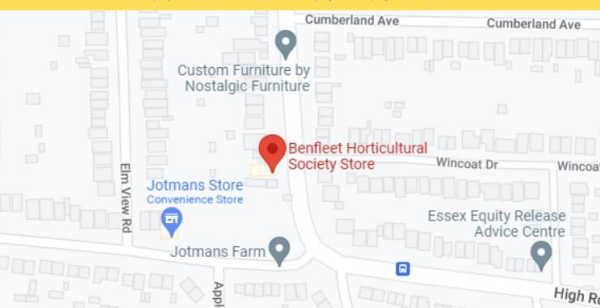 Cumberland Ave
Cumberland Ave
Custom Furniture by
Nostalgic Furniture
Benfleet Horticultural
Society Store
Wincoat Dr
Wincoat
Elm View Rd
Jotmans Store
Convenience Store
Essex Equity Release
Advice Centre
Jotmans Farm
Appl
High R